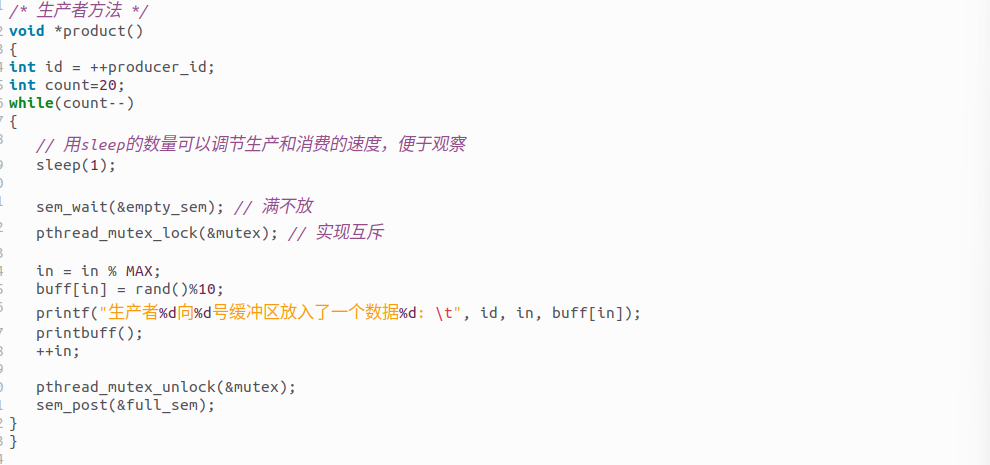 /* 生产者方法 */
void *product()
{
int id = ++producer_id;
int count=20;
while(count--)
{
// 用sleep的数量可以调节生产和消费的速度，便于观察
sleep(1);
sem_wait(&empty_sem); // 满不放
pthread_mutex_lock(&mutex); // 实现互斥
in = in % MAX;
buff[in] = rand()%10;
printf("生产者%d向%d号缓冲区放入了一个数据%d: \t", id, in, buff[in]);
printbuff();
++in;
pthread_mutex_unlock(&mutex);
sem_post(&full_sem);
}
}